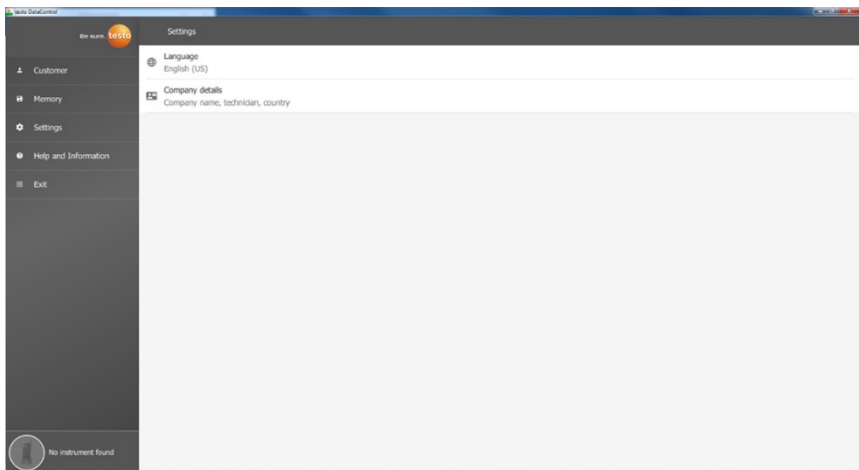 testo DataControl
Be sure. testo
Settings
Customer
Memory
Settings
Help and Information
Exit
Language
English (US)
Company details
Company name, technician, country
No instrument found